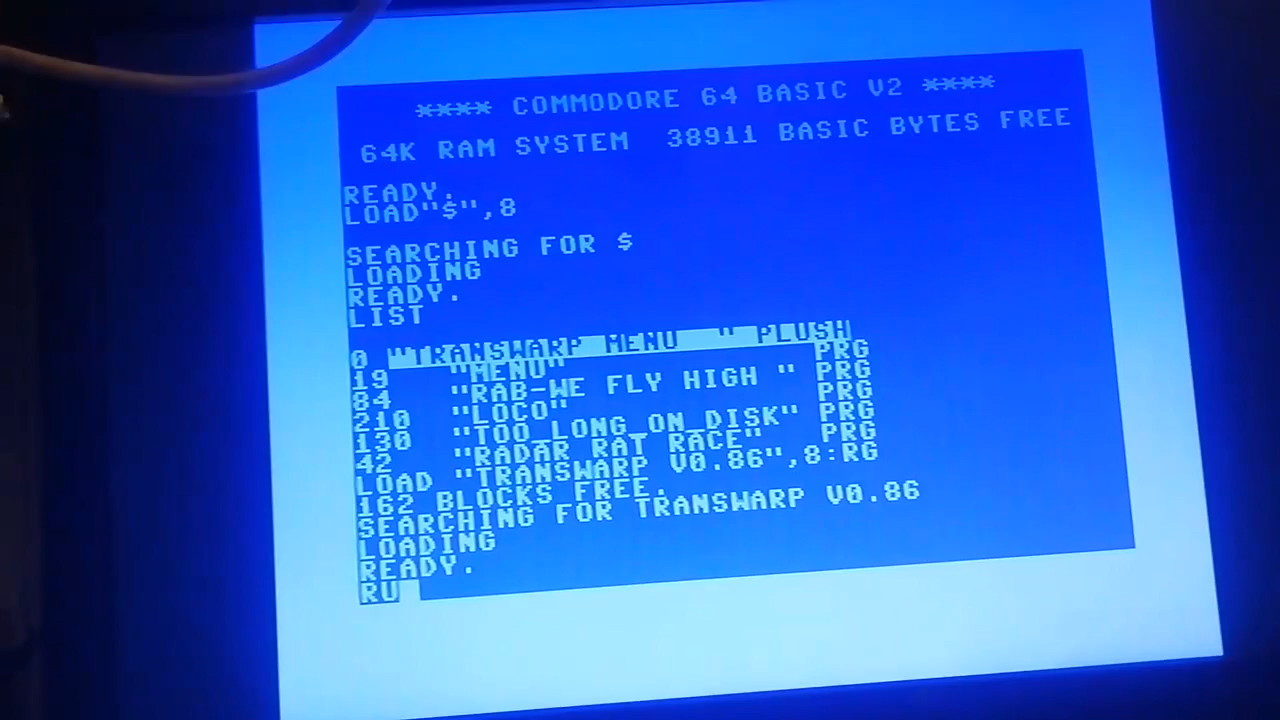 **** COMMODORE 64 BASIC V2 ****
64K RAM SYSTEM  38911 BASIC BYTES FREE
READY.
LOAD"$",8
SEARCHING FOR $
LOADING
READY.
LIST
0 "TRANSWARP MENU  " PLUSH
19 "MENU" PRG
84 "RAB-WE FLY HIGH " PRG
210 "LOCO" PRG
130 "TOO LONG ON DISK" PRG
42 "RADAR RAT RACE" PRG
LOAD "TRANSWARP V0.86",8:RG
162 BLOCKS FREE.
SEARCHING FOR TRANSWARP V0.86
LOADING
READY.
RU